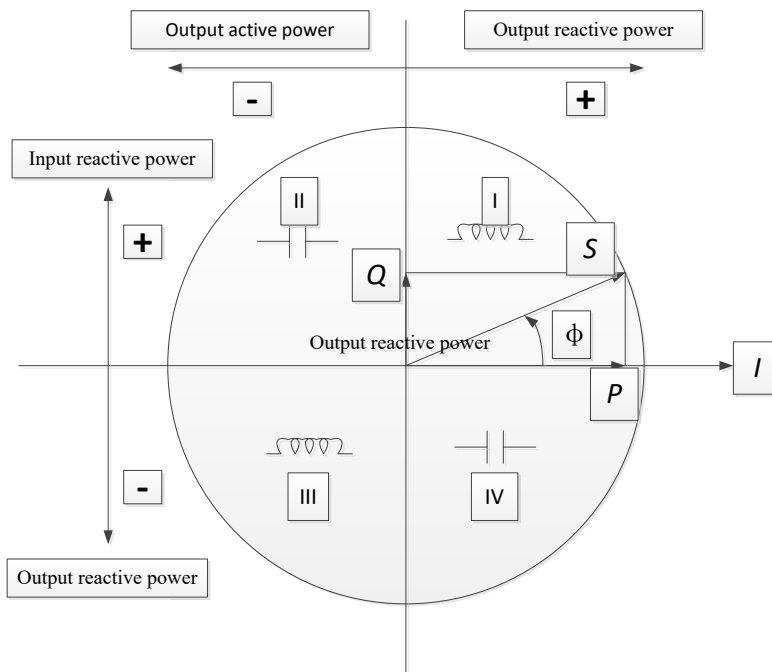 Output active power
Output reactive power
-
+
Input reactive power
II
I
+
S
Q
Output reactive power
ϕ
P
I
-
III
IV
Output reactive power